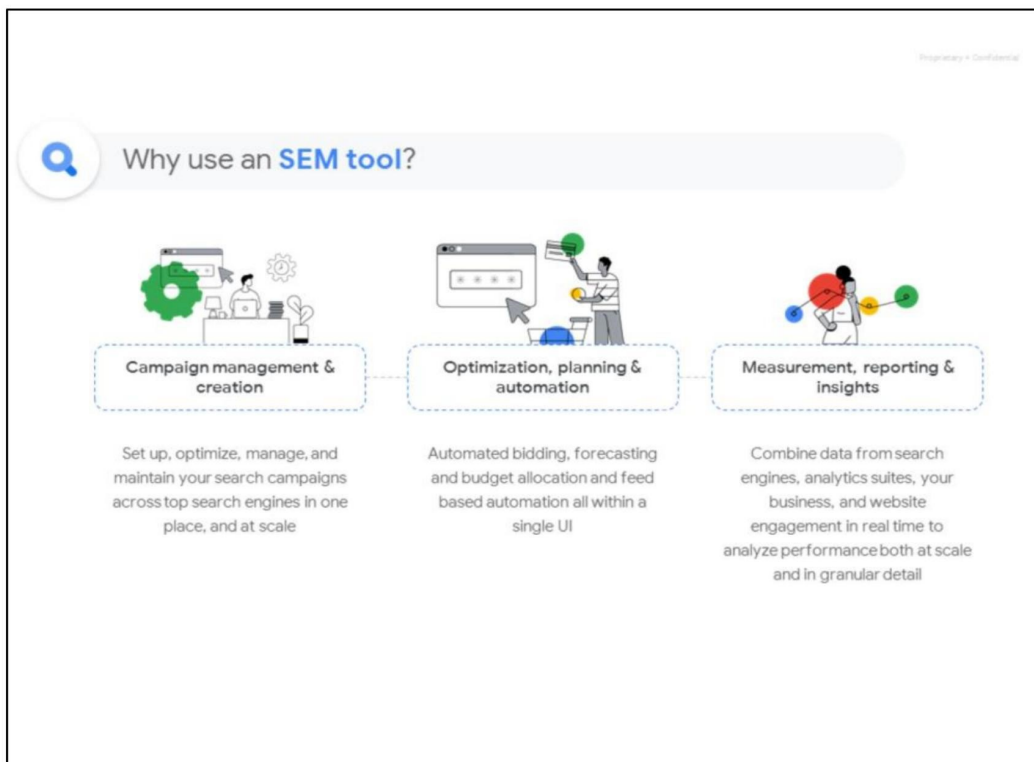 Proprietary + Confidential
Why use an SEM tool?
Campaign management &
creation
Optimization, planning &
automation
Measurement, reporting &
insights
Set up, optimize, manage, and
maintain your search campaigns
across top search engines in one
place, and at scale
Automated bidding, forecasting
and budget allocation and feed
based automation all within a
single UI
Combine data from search
engines, analytics suites, your
business, and website
engagement in real time to
analyze performance both at scale
and in granular detail